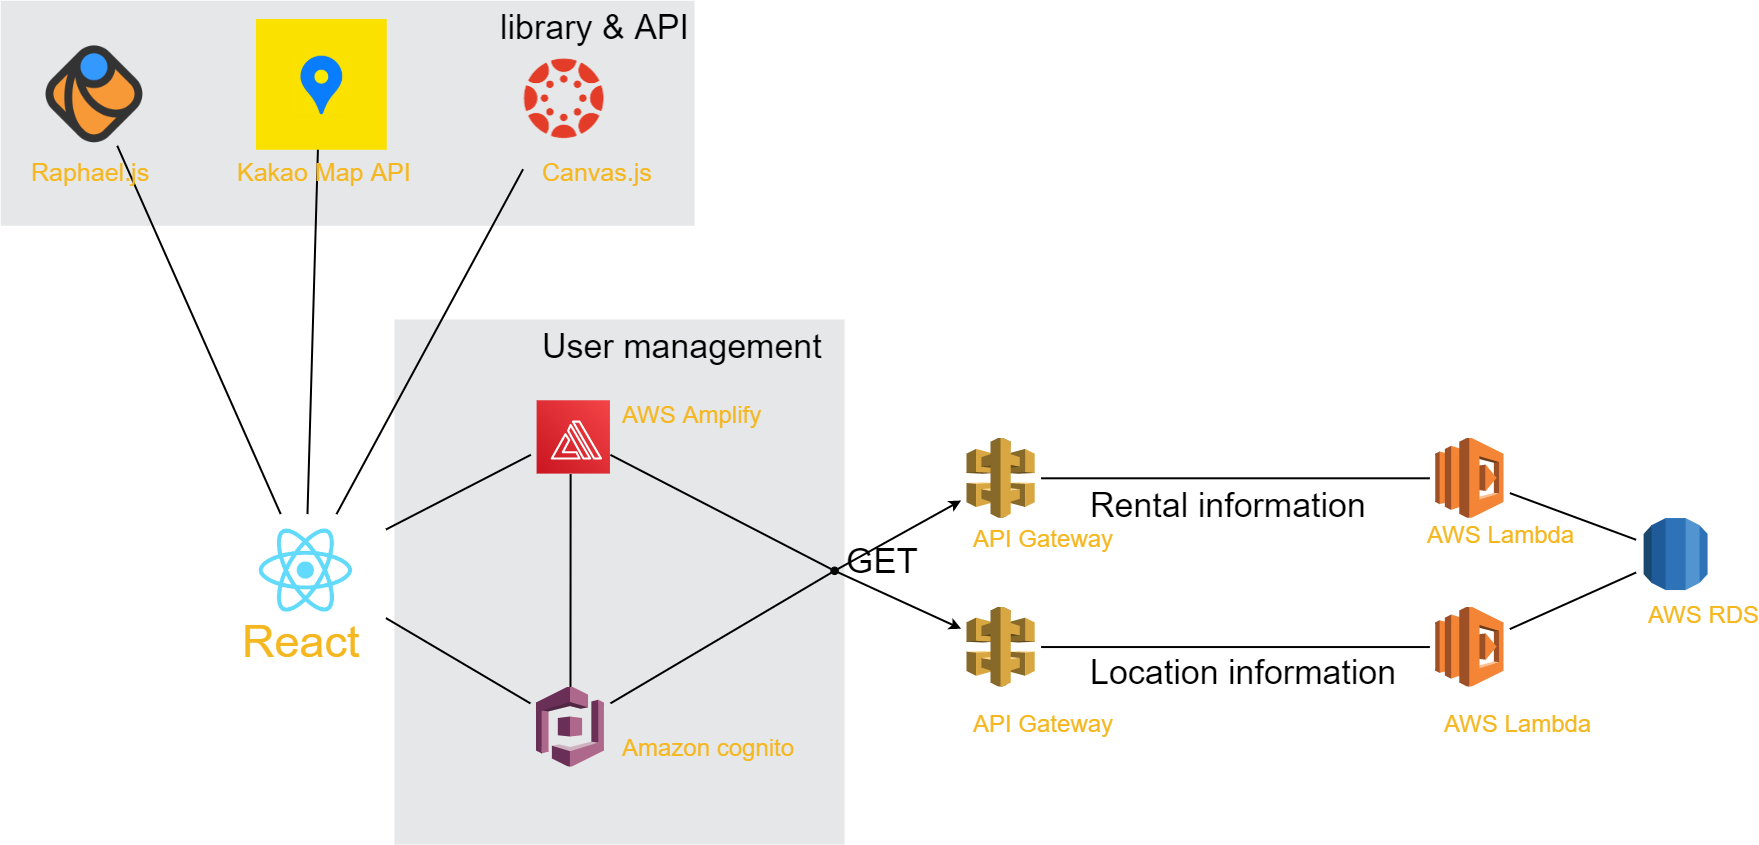 library & API
Raphael.js
Kakao Map API
Canvas.js
User management
AWS Amplify
React
Amazon cognito
GET
API Gateway
Rental information
AWS Lambda
AWS RDS
Location information
API Gateway
AWS Lambda